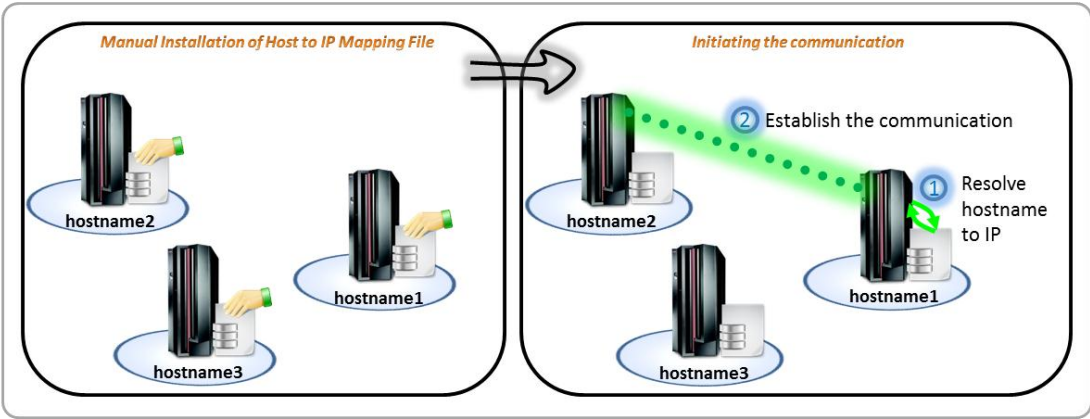 Manual Installation of Host to IP Mapping File
hostname2
hostname1
hostname3
Initiating the communication
2 Establish the communication
1 Resolve
hostname
to IP
hostname2
hostname1
hostname3